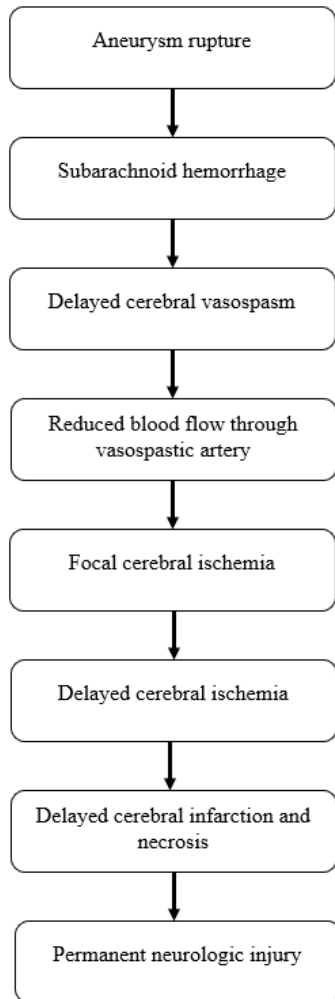 Aneurysm rupture
Subarachnoid hemorrhage
Delayed cerebral vasospasm
Reduced blood flow through
vasospastic artery
Focal cerebral ischemia
Delayed cerebral ischemia
Delayed cerebral infarction and
necrosis
Permanent neurologic injury